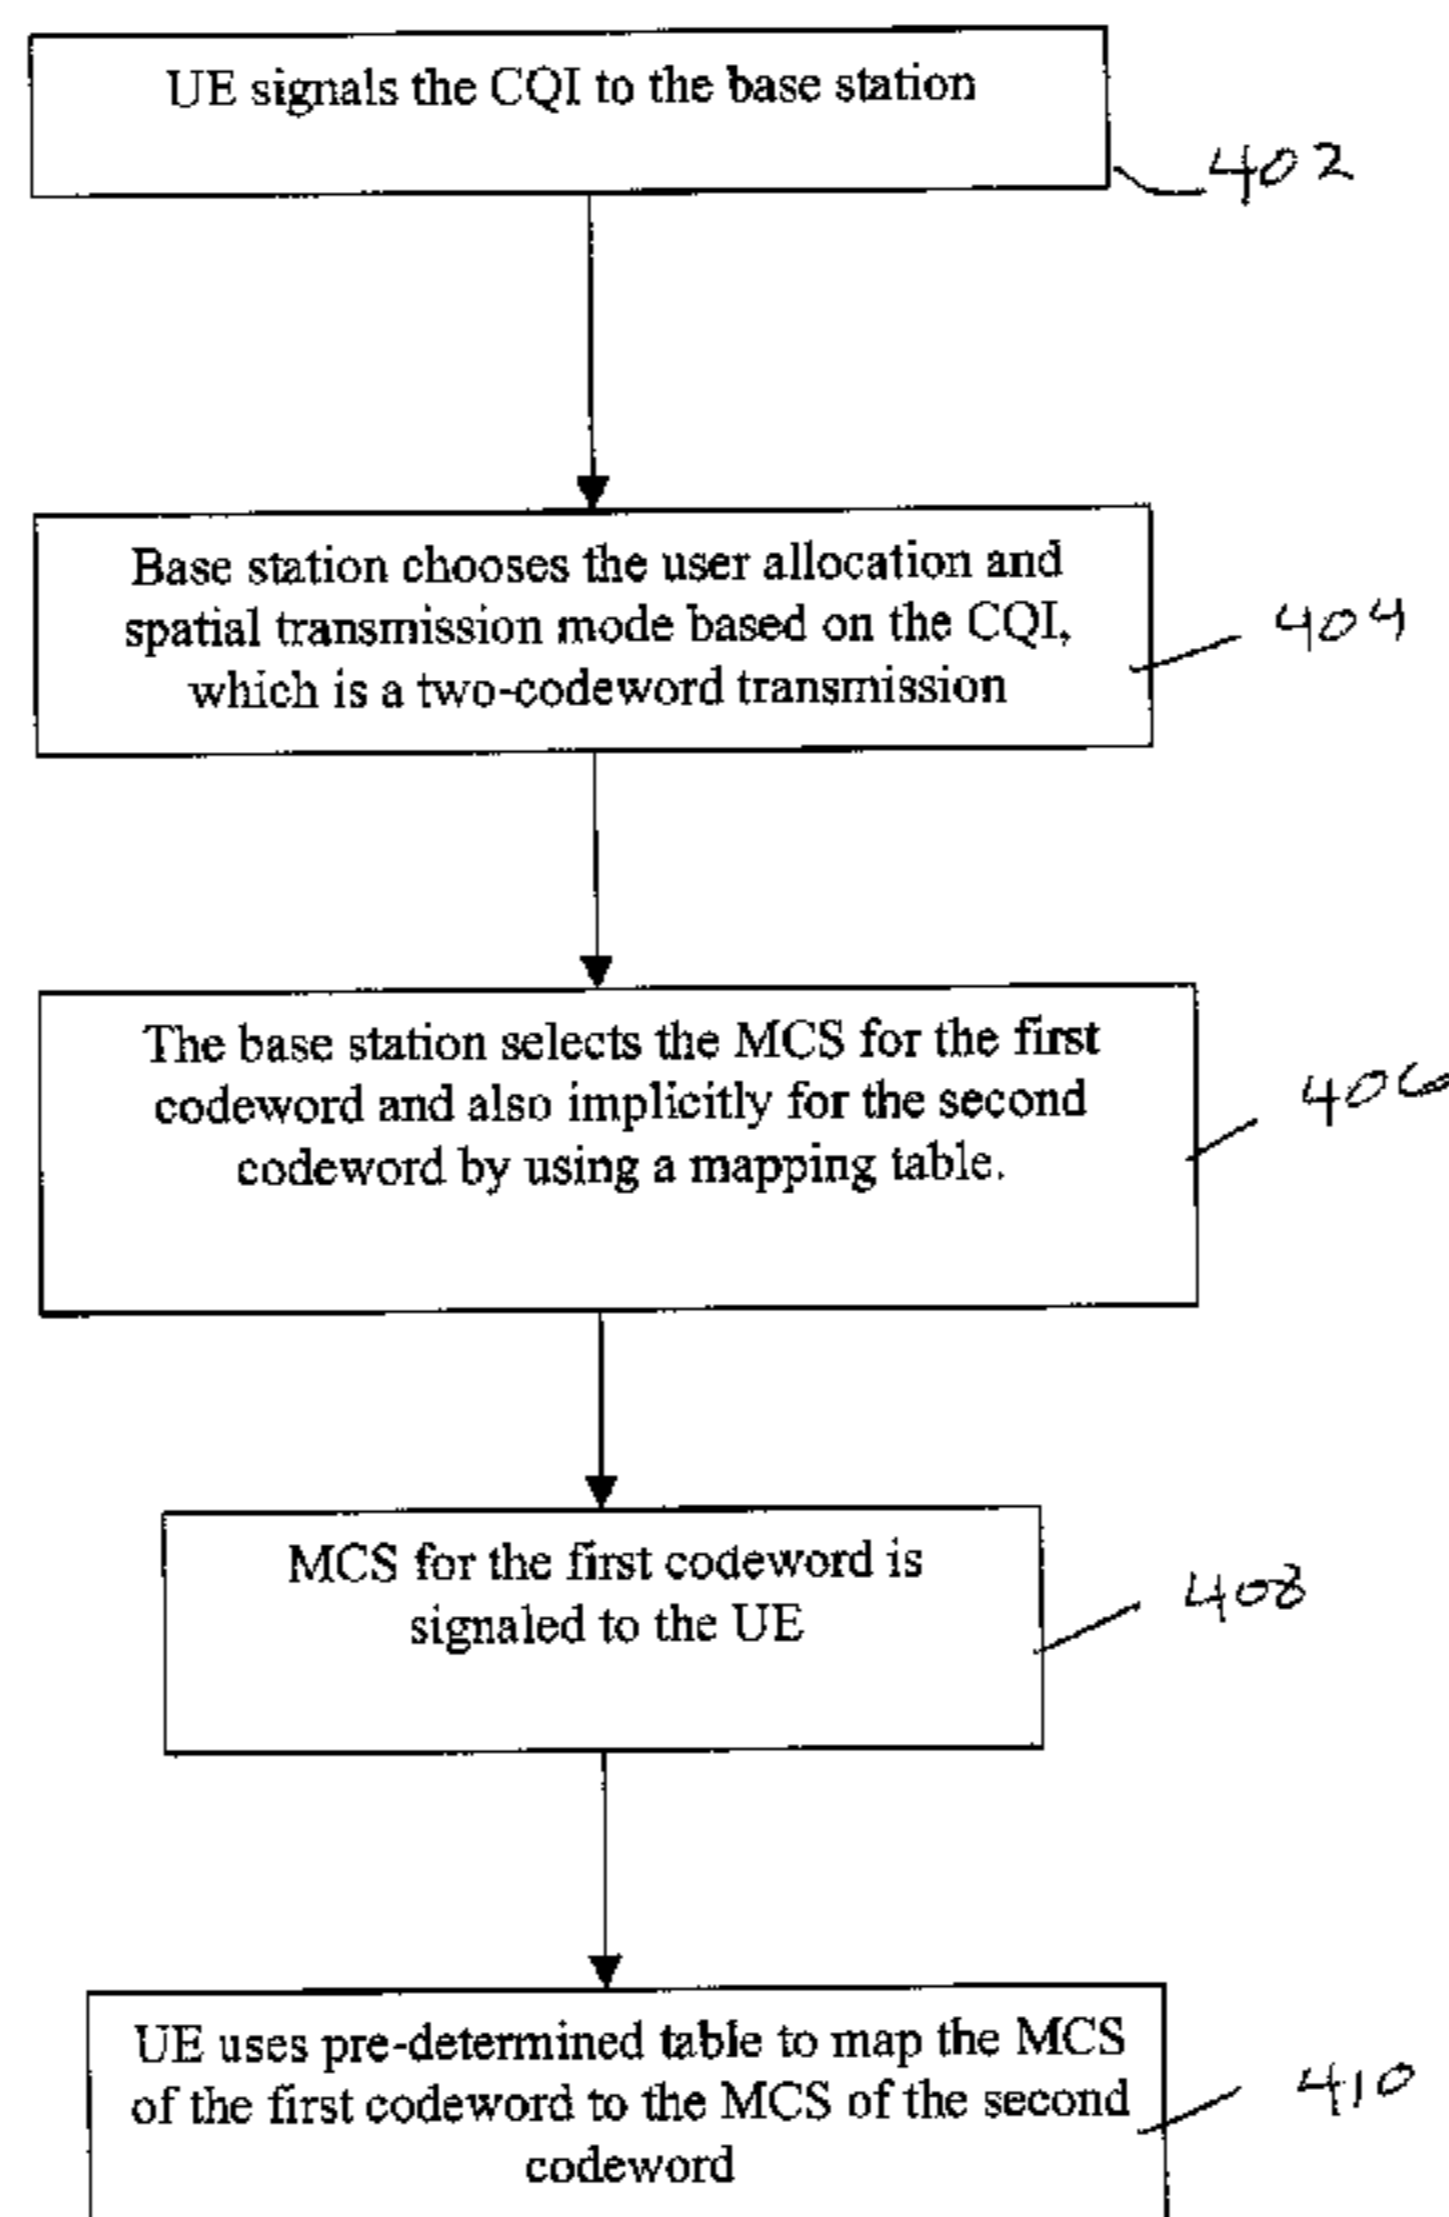 UE signals the CQI to the base station
402
Base station chooses the user allocation and
spatial transmission mode based on the CQI,
which is a two-codeword transmission
404
The base station selects the MCS for the first
codeword and also implicitly for the second
codeword by using a mapping table.
406
MCS for the first codeword is
signaled to the UE
408
UE uses pre-determined table to map the MCS
of the first codeword to the MCS of the second
codeword
410